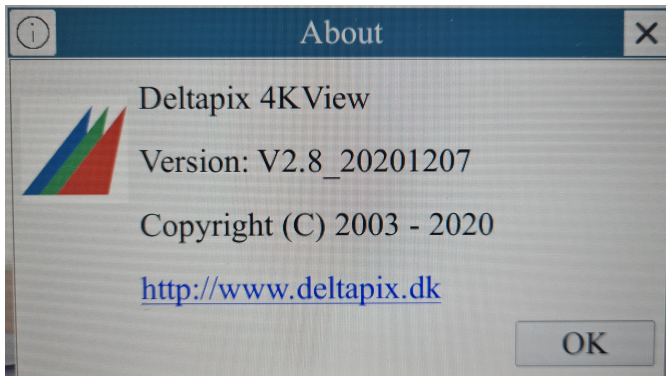 About
Deltapix 4KView
Version: V2.8_20201207
Copyright (C) 2003 - 2020
http://www.deltapix.dk
OK